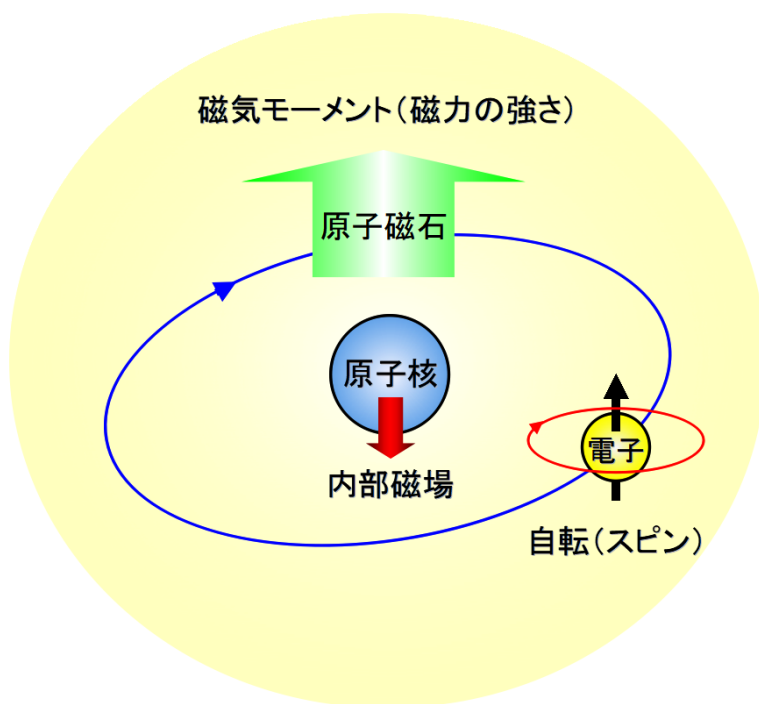 磁気モーメント(磁力の強さ)
原子磁石
原子核
内部磁場
電子
自転(スピン)